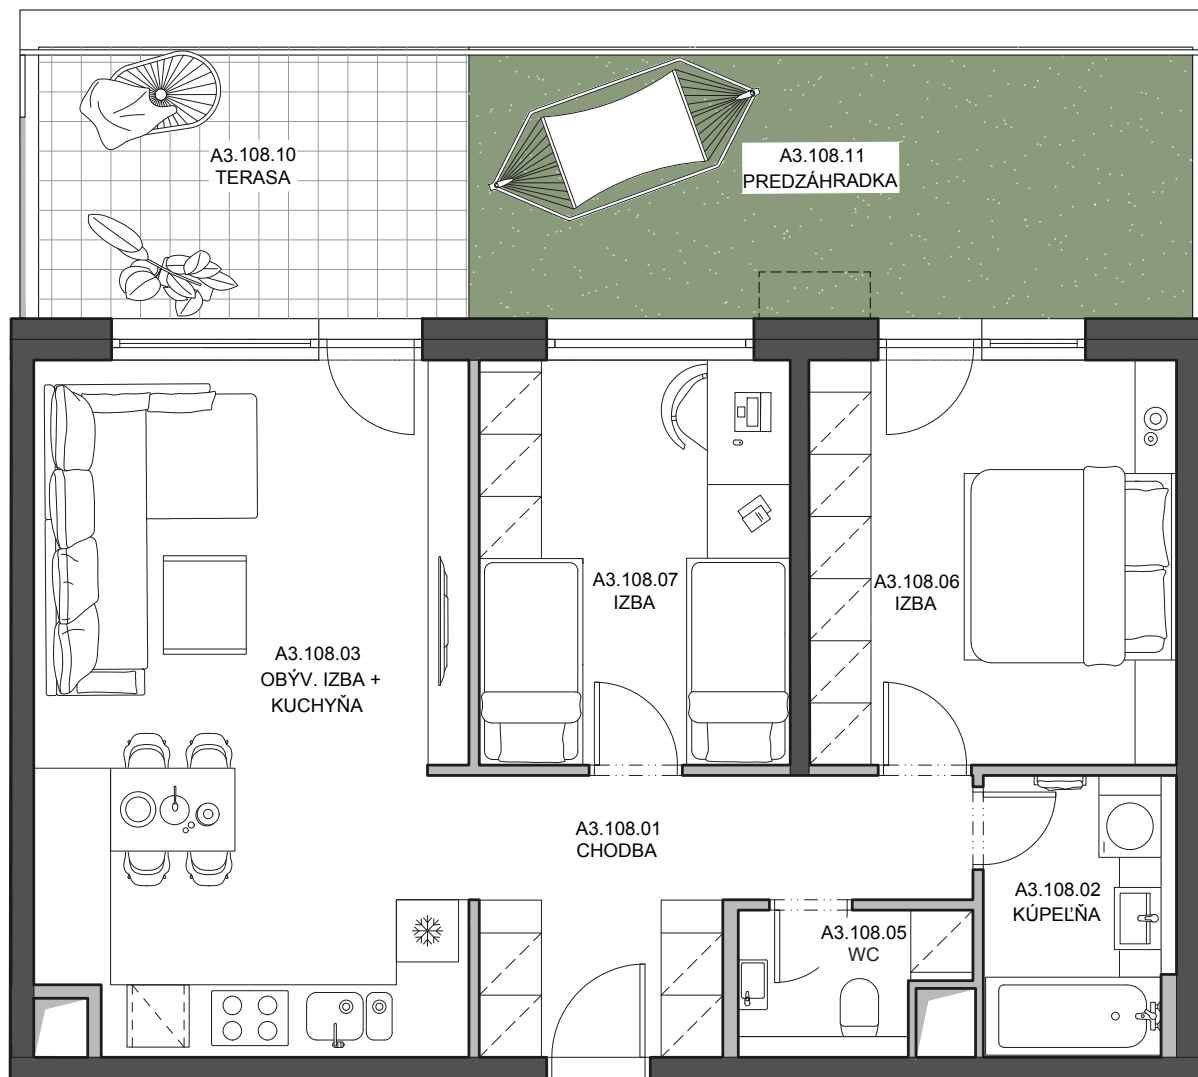 A3.108.10
TERASA
A3.108.11
PREDZÁHRADKA
A3.108.07
IZBA
A3.108.06
IZBA
A3.108.03
OBÝV. IZBA +
KUCHYŇA
A3.108.01
CHODBA
A3.108.02
KÚPEĽŇA
A3.108.05
WC